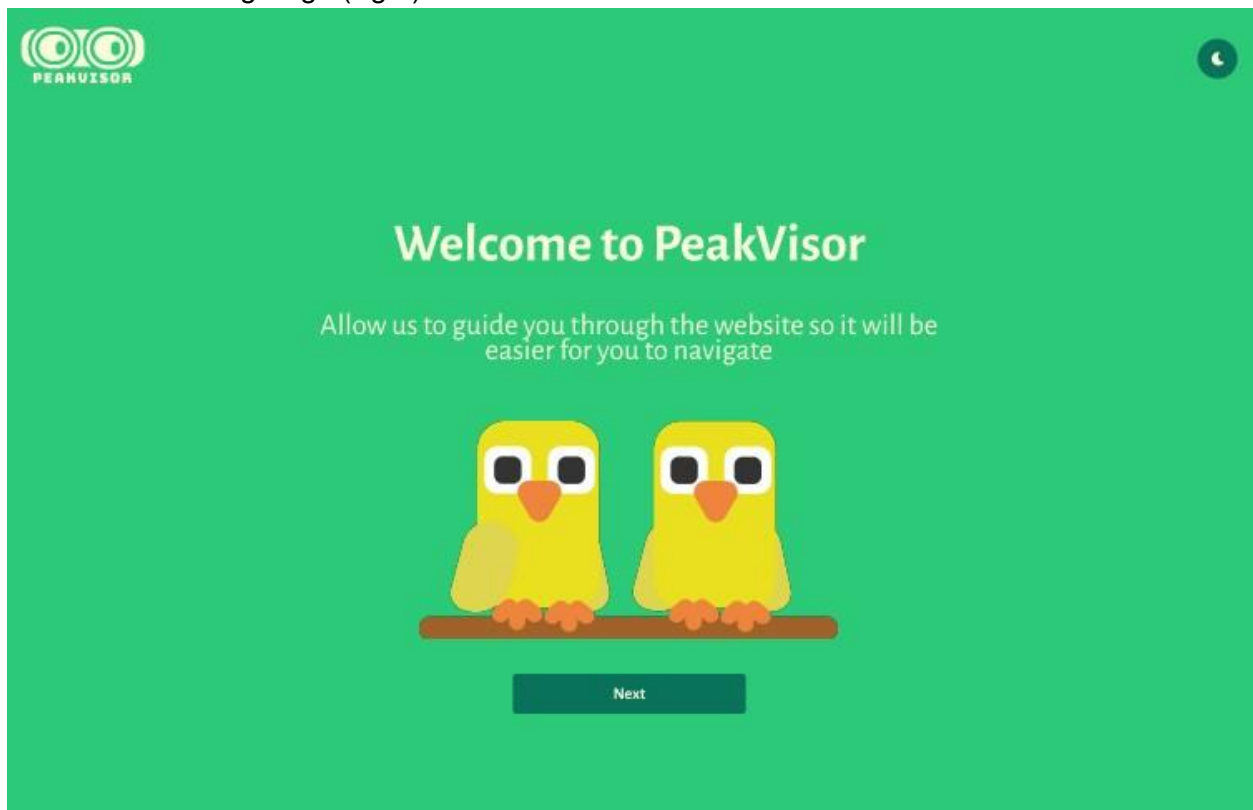 PEAKVISOR
Welcome to PeakVisor
Allow us to guide you through the website so it will be
easier for you to navigate
Next